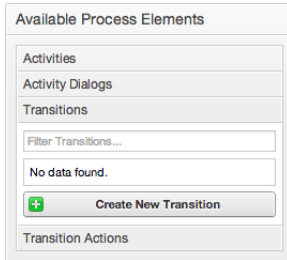 Available Process Elements
Activities
Activity Dialogs
Transitions
Filter Transitions...
No data found.
Create New Transition
Transition Actions